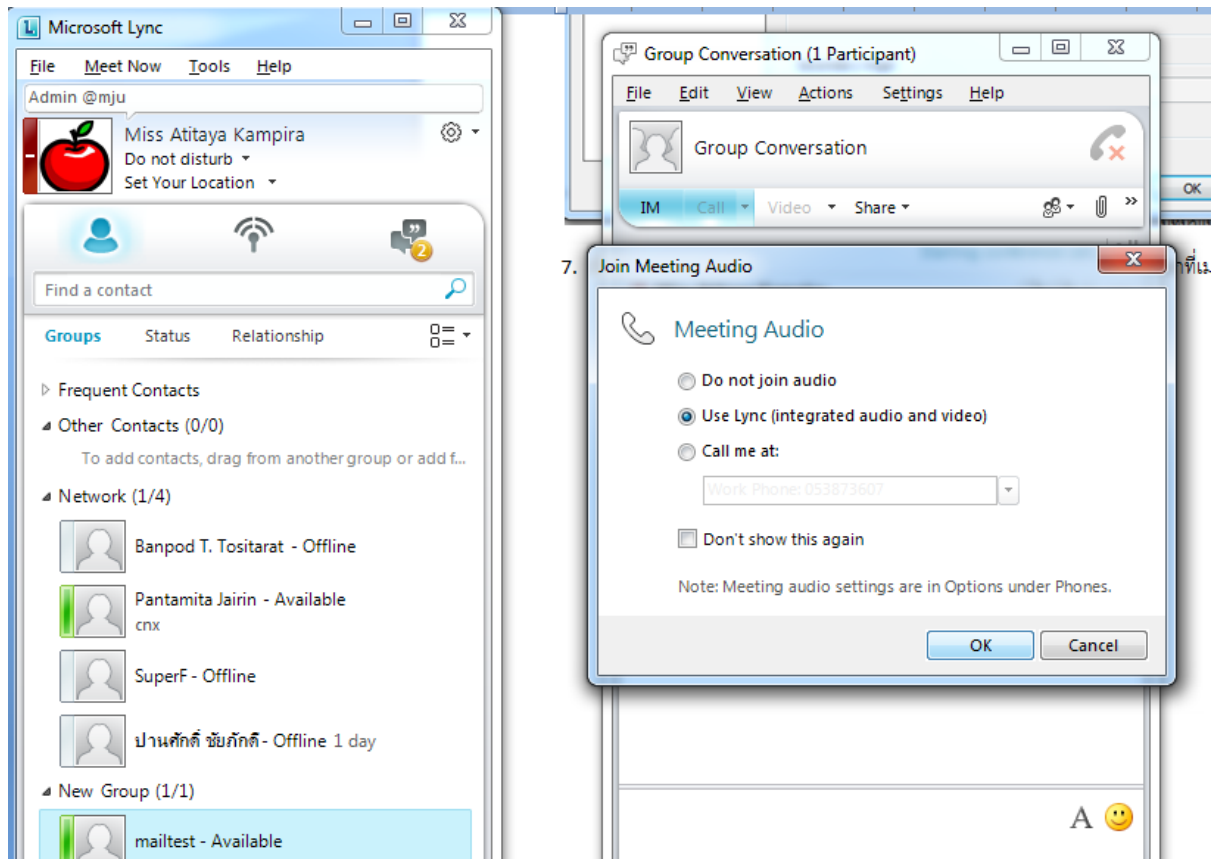 Microsoft Lync
File Meet Now Tools Help
Admin @mju
Miss Atitaya Kampira
Do not disturb
Set Your Location
2
Find a contact
Groups Status Relationship
Frequent Contacts
Other Contacts (0/0)
To add contacts, drag from another group or add f...
Network (1/4)
Banpod T. Tositarat - Offline
Pantamita Jairin - Available
cnx
SuperF - Offline
ปานศักดิ์ ชัยภักดี - Offline 1 day
New Group (1/1)
mailtest - Available
Group Conversation (1 Participant)
File Edit View Actions Settings Help
Group Conversation
IM Call Video Share
OK
7.
Join Meeting Audio
Meeting Audio
Do not join audio
Use Lync (integrated audio and video)
Call me at:
Work Phone: 053873607
Don't show this again
Note: Meeting audio settings are in Options under Phones.
OK Cancel
A